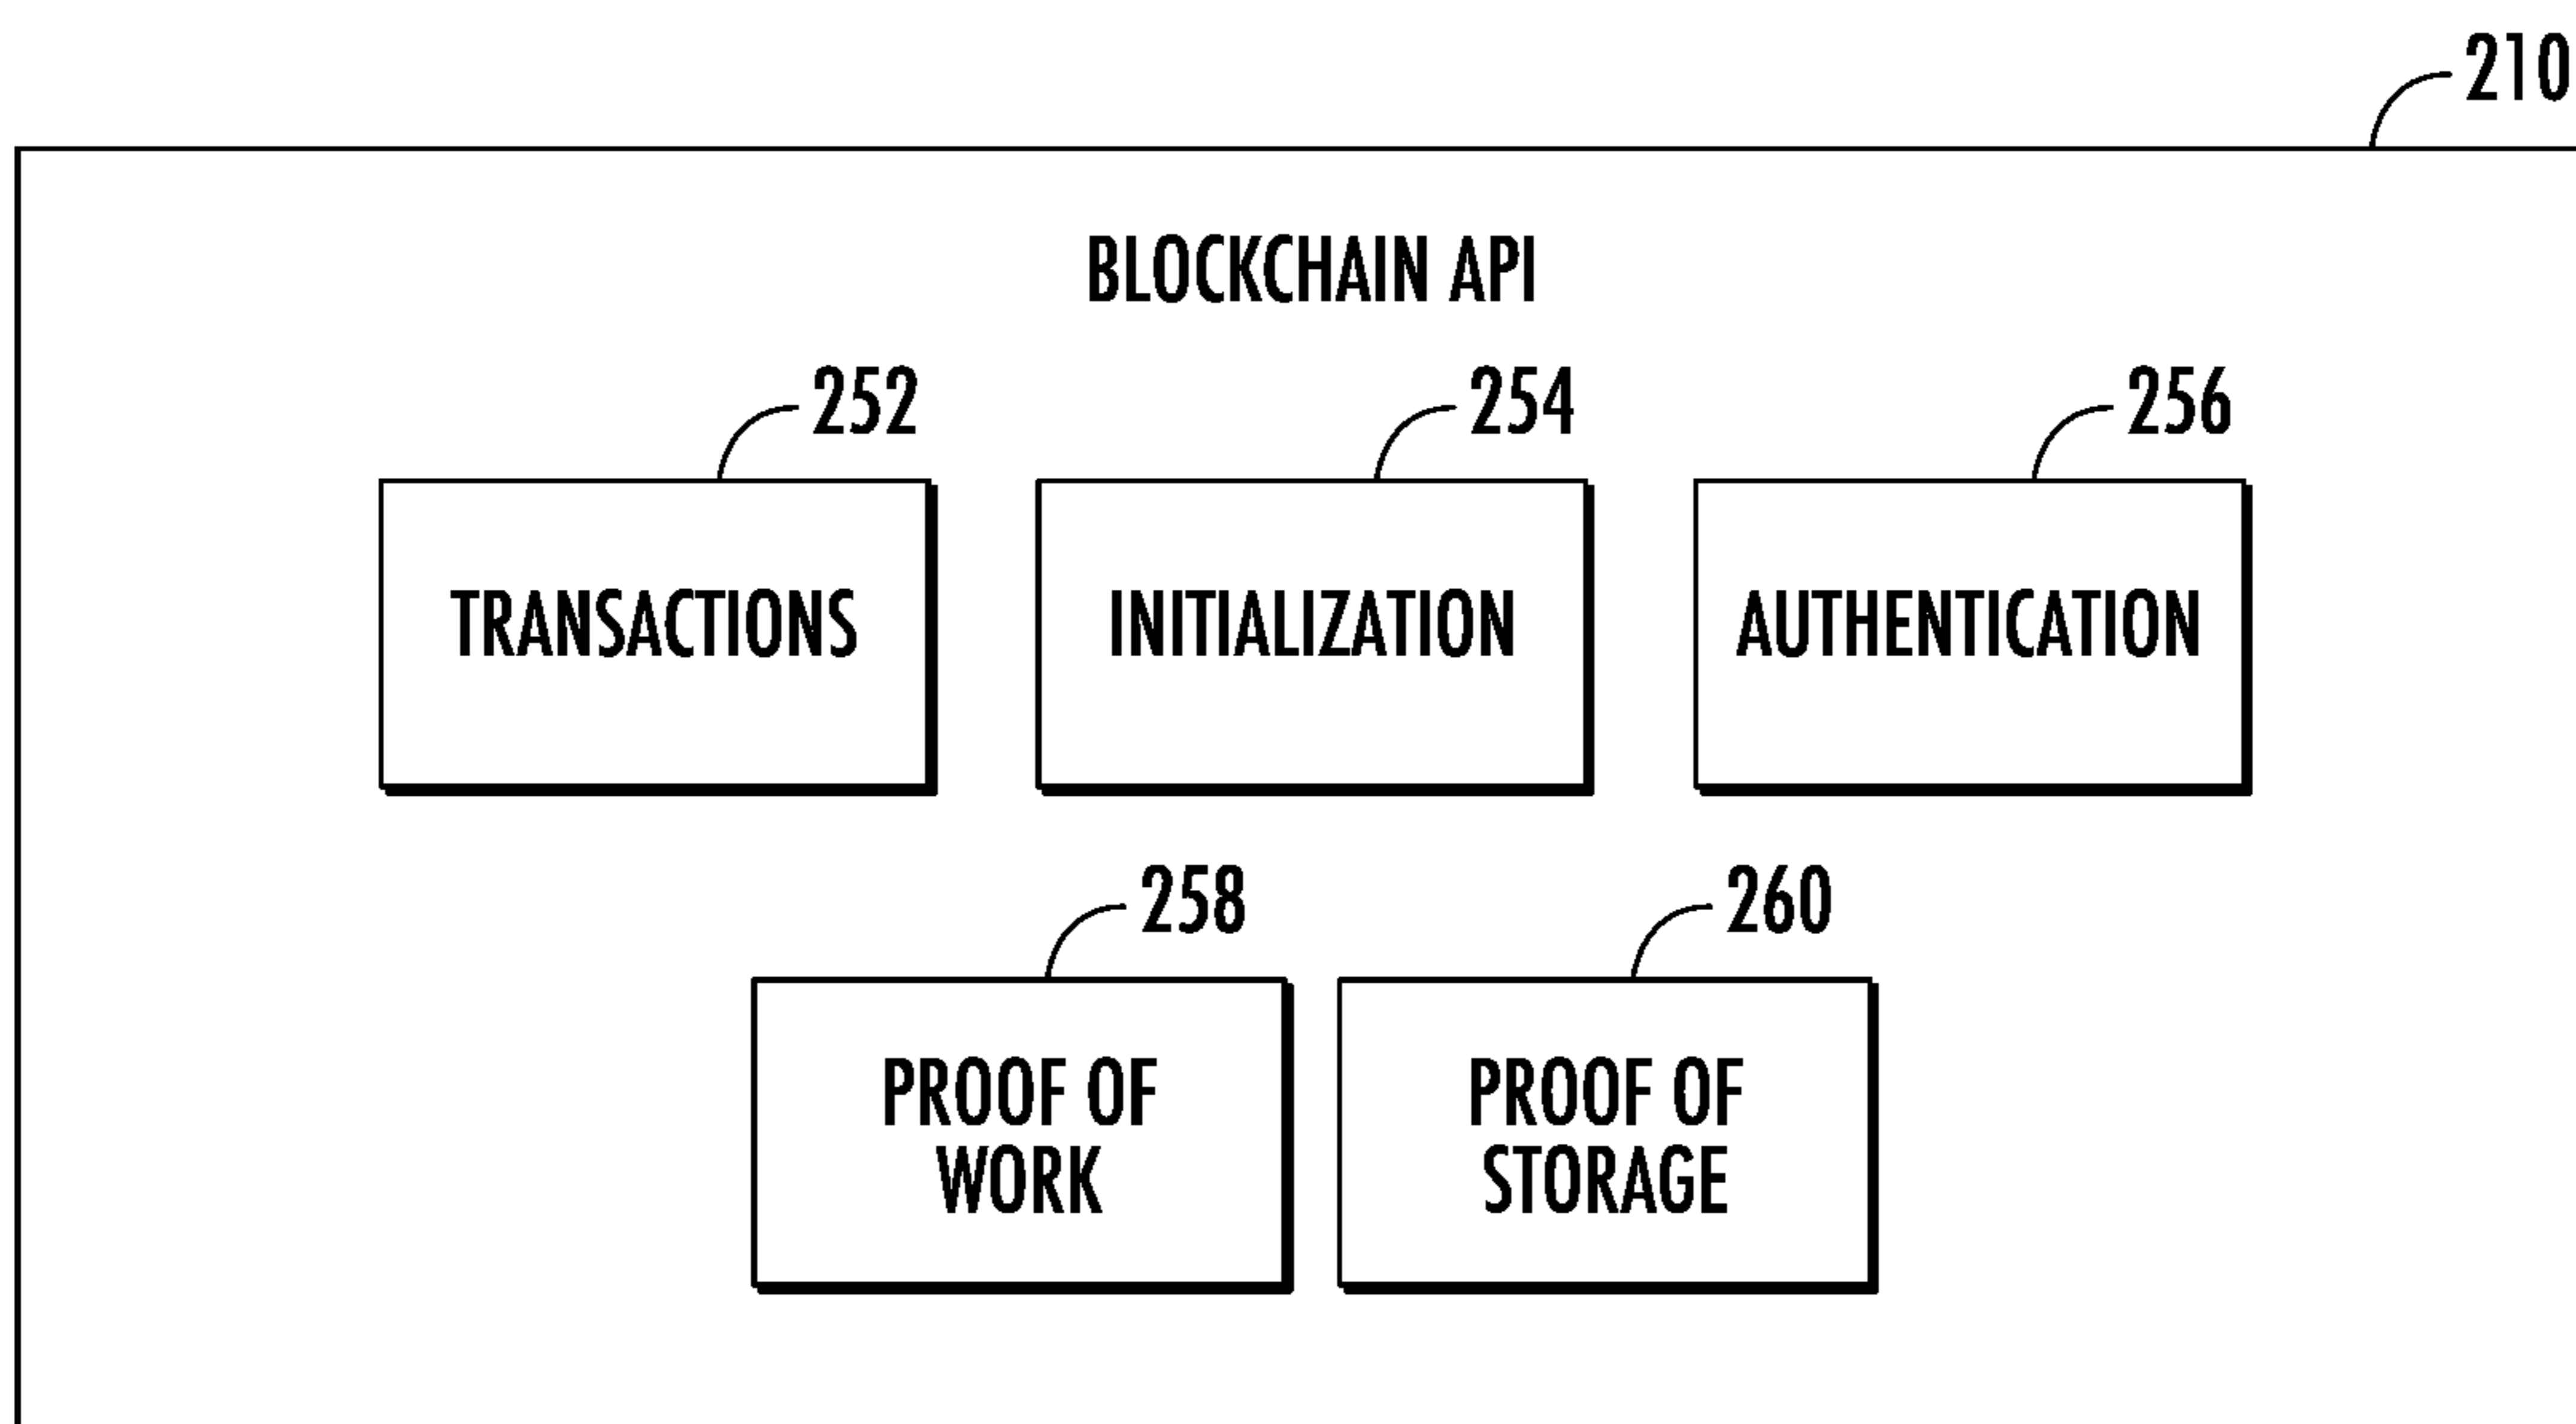 210
BLOCKCHAIN API
252
254
256
TRANSACTIONS
INITIALIZATION
AUTHENTICATION
258
260
PROOF OF
WORK
PROOF OF
STORAGE